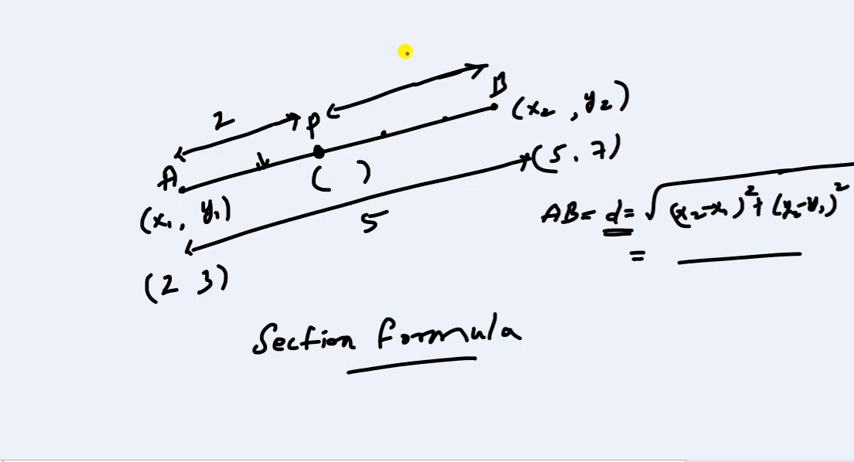 2
P
B
(x₂, y₂)
A
(x₁, y₁)
( )
(5, 7)
5
(2 3)
AB = d = √(x₂-x₁)² + (y₂-y₁)²
=
Section formula